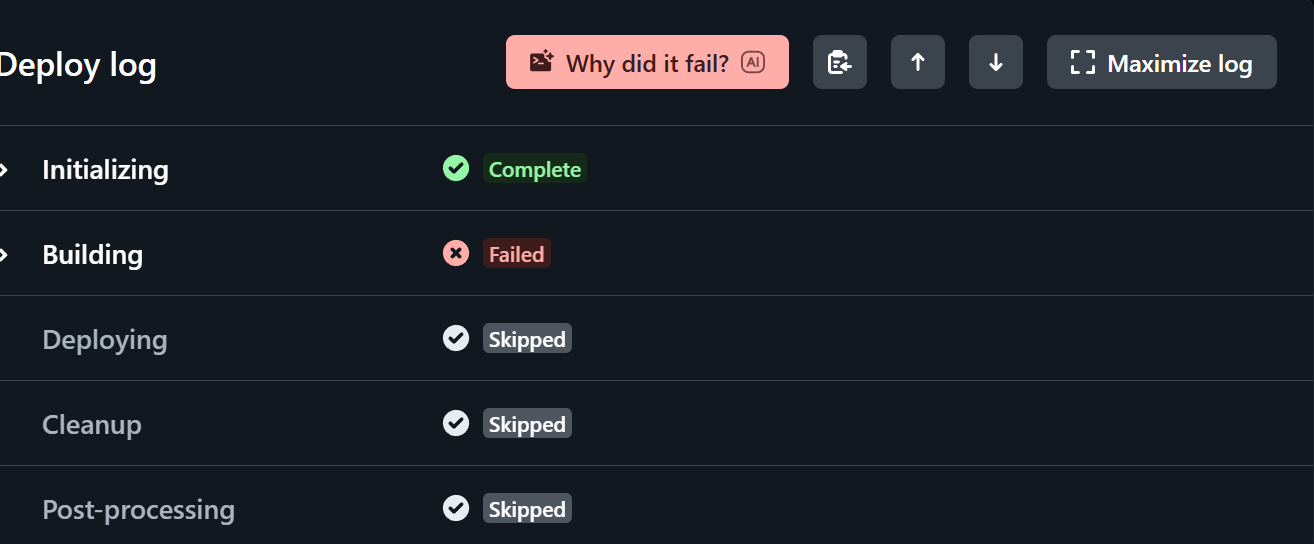 Deploy log
Why did it fail? AI
Maximize log
Initializing Complete
Building Failed
Deploying Skipped
Cleanup Skipped
Post-processing Skipped